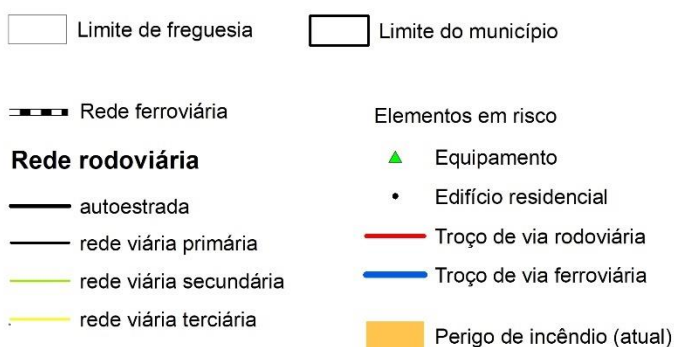 Limite de freguesia
Limite do município
Rede ferroviária
Rede rodoviária
autoestrada
rede viária primária
rede viária secundária
rede viária terciária
Elementos em risco
Equipamento
Edifício residencial
Troço de via rodoviária
Troço de via ferroviária
Perigo de incêndio (atual)